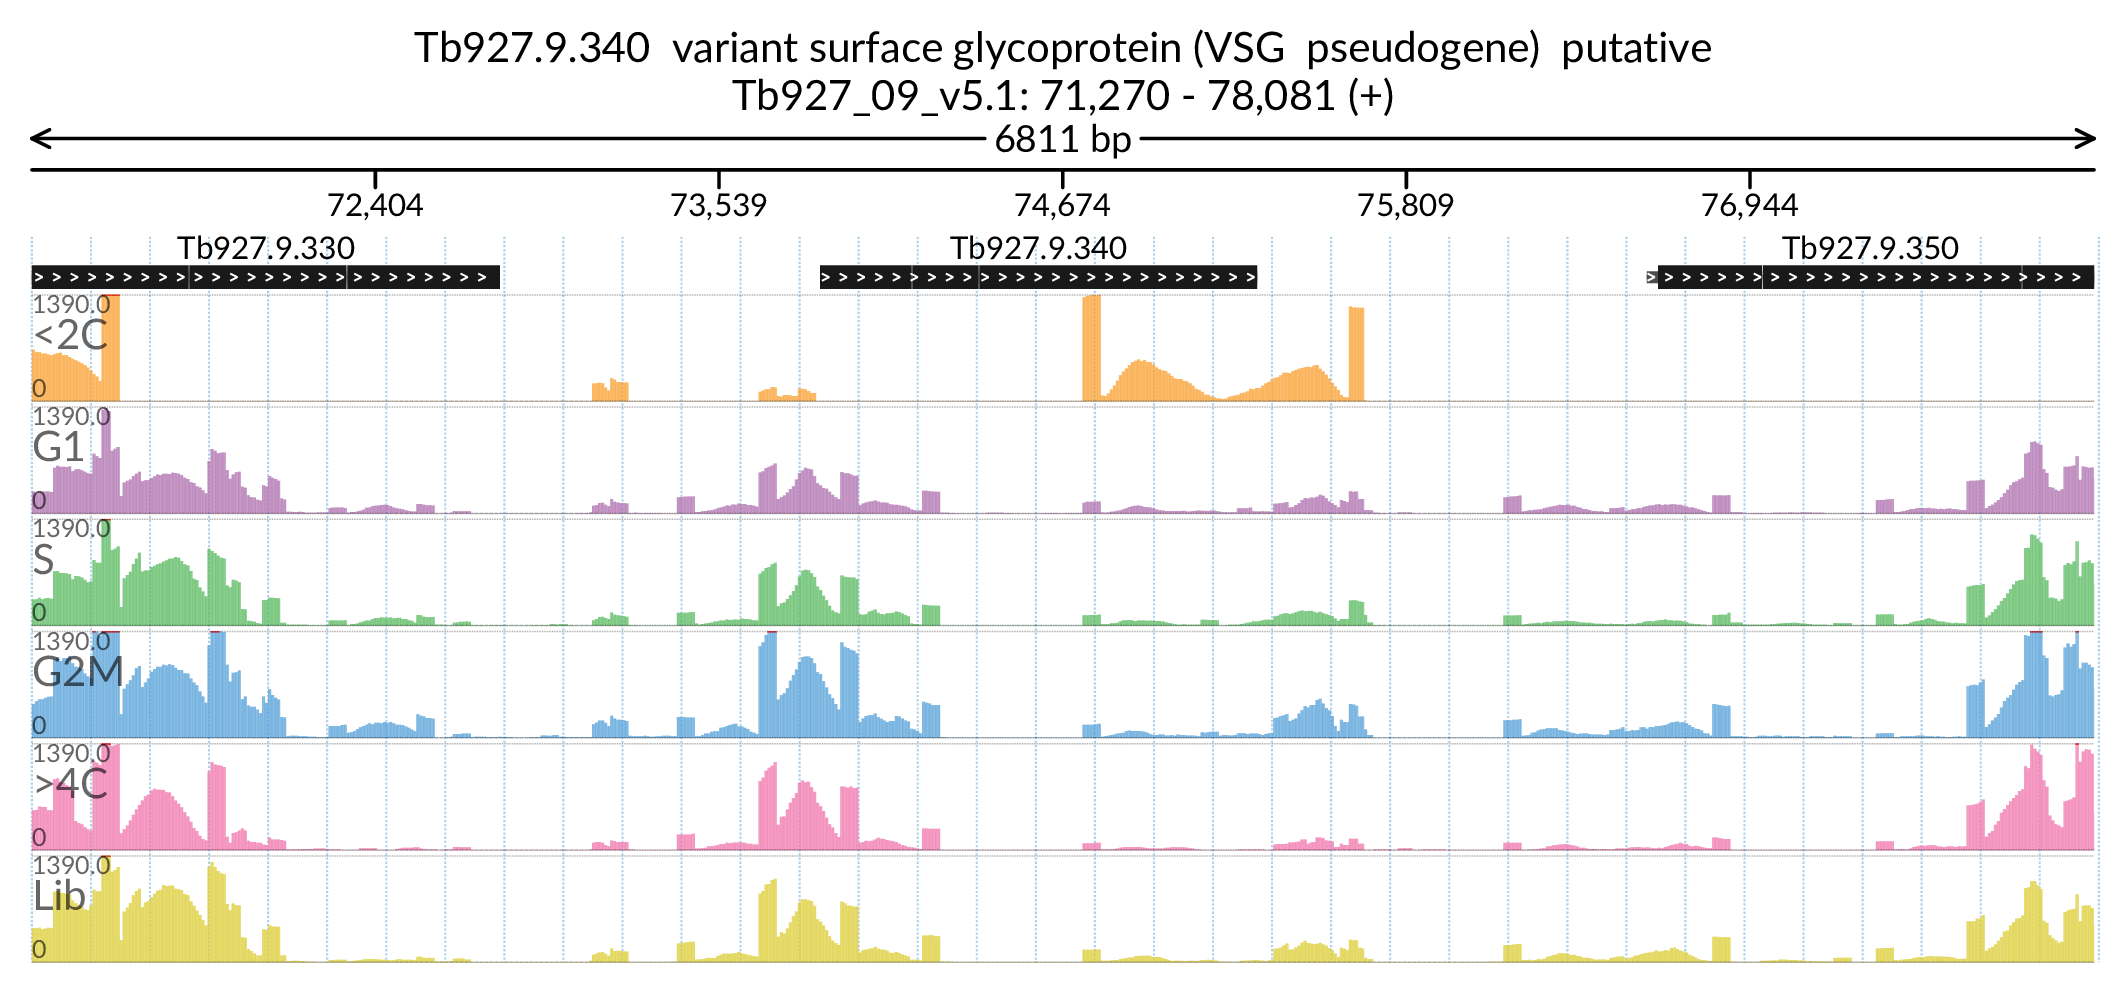 Tb927.9.340  variant surface glycoprotein (VSG  pseudogene)  putative
Tb927_09_v5.1: 71,270 - 78,081 (+)
6811 bp
72,404 73,539 74,674 75,809 76,944
Tb927.9.330 Tb927.9.340 Tb927.9.350
1390.0
<2C
0
1390.0
G1
0
1390.0
S
0
1390.0
G2M
0
1390.0
>4C
0
1390.0
Lib
0